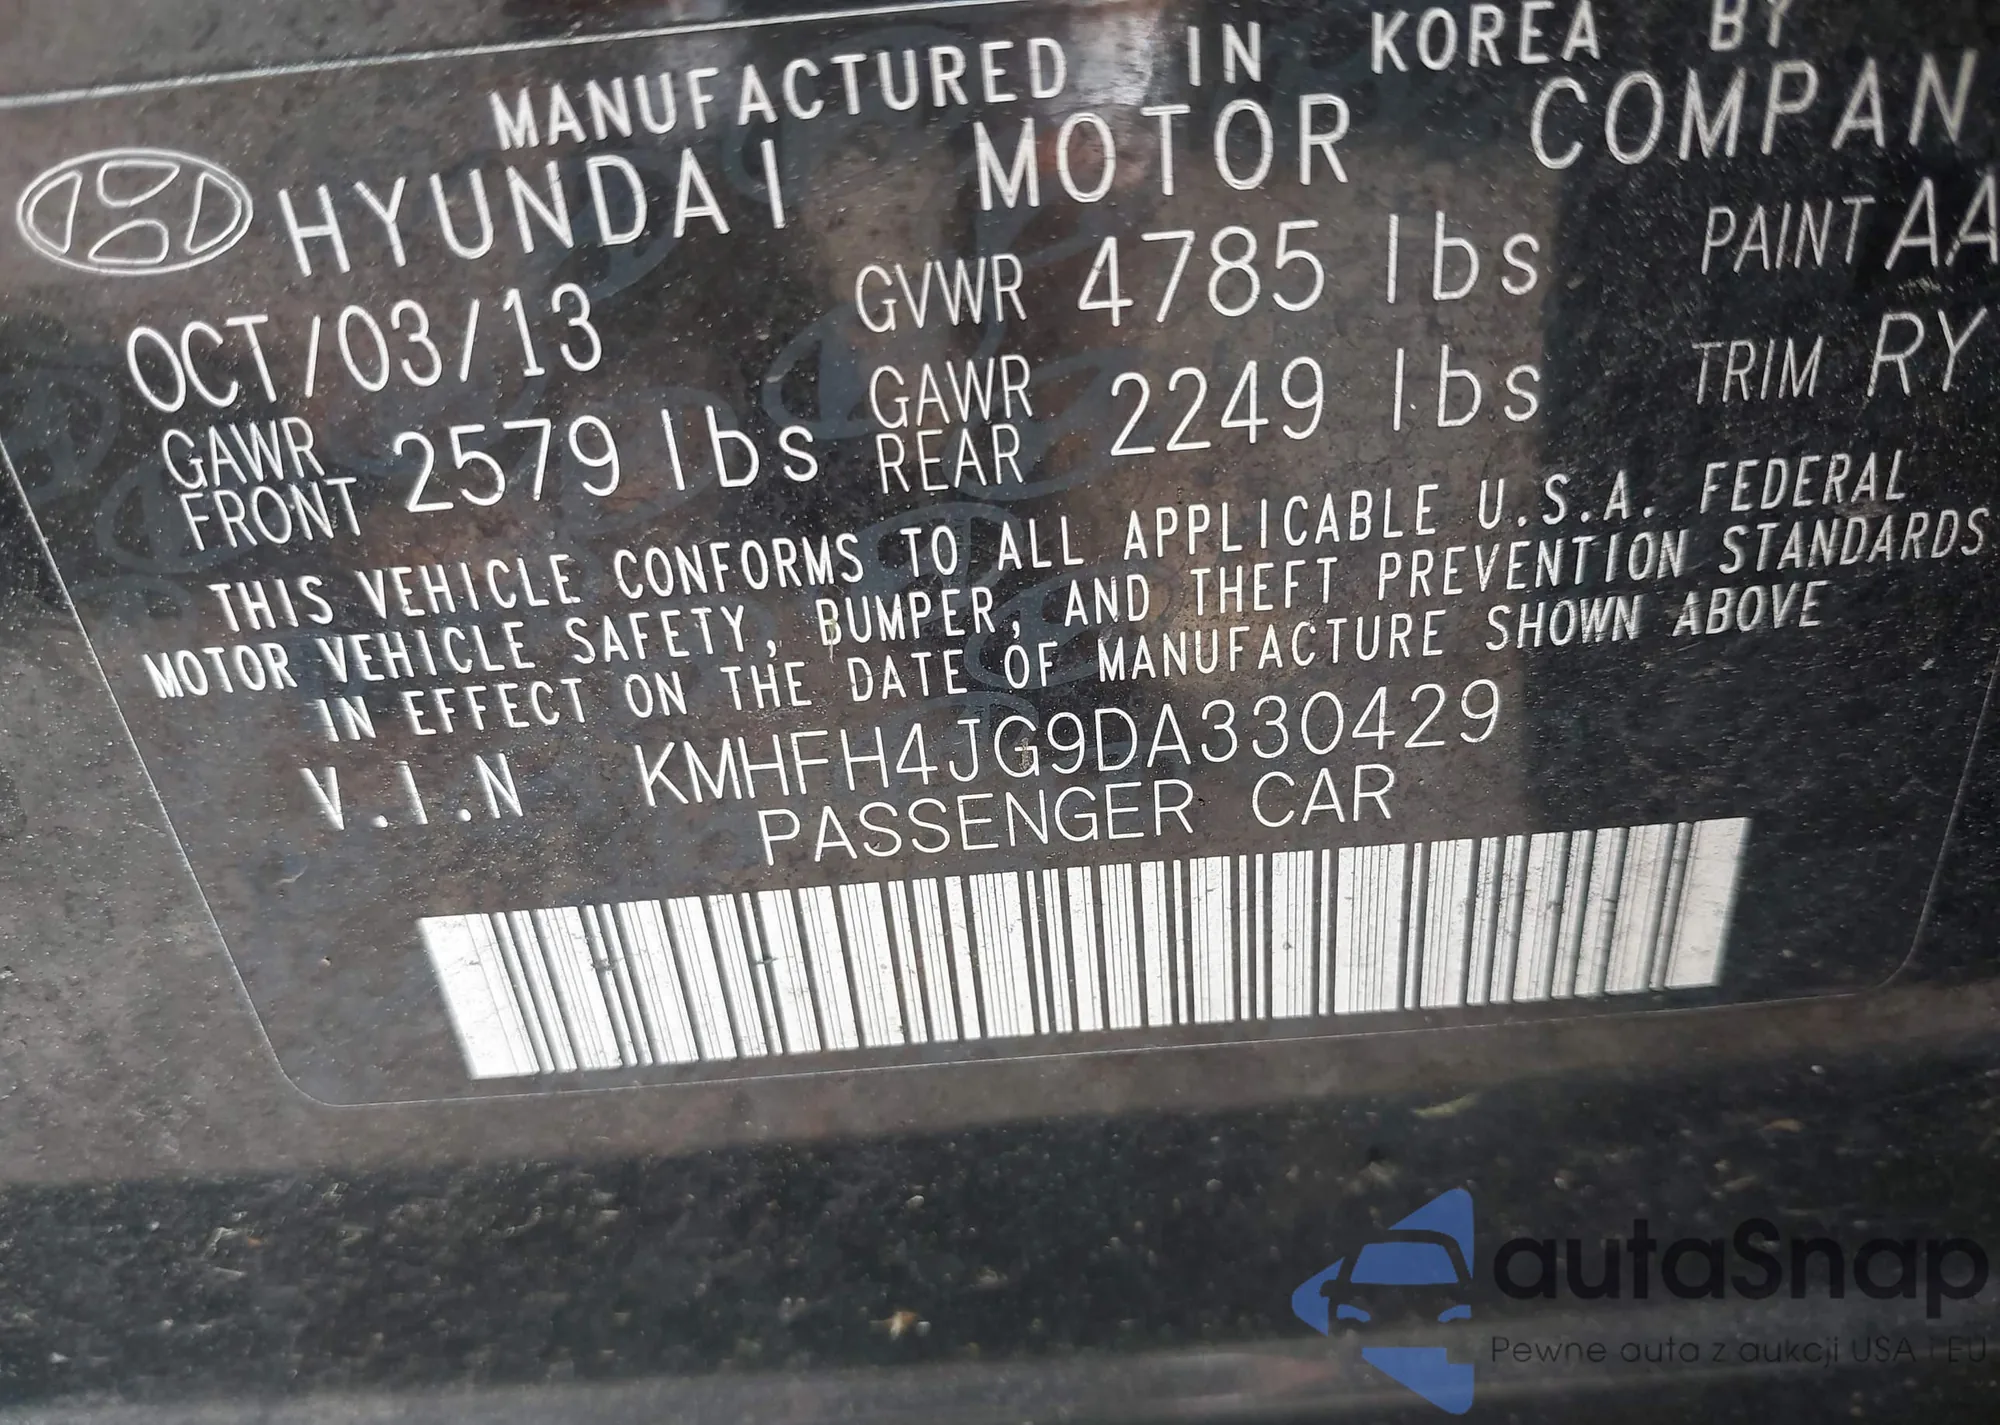 MANUFACTURED IN KOREA BY
HYUNDAI MOTOR COMPAN
OCT/03/13 GVWR 4785 lbs PAINT AA
GAWR FRONT 2579 lbs GAWR REAR 2249 lbs TRIM RY
THIS VEHICLE CONFORMS TO ALL APPLICABLE U.S.A. FEDERAL
MOTOR VEHICLE SAFETY, BUMPER, AND THEFT PREVENTION STANDARDS
IN EFFECT ON THE DATE OF MANUFACTURE SHOWN ABOVE
V.I.N KMHFH4JG9DA330429
PASSENGER CAR
autaSnap
Pewne auta z aukcji USA i EU